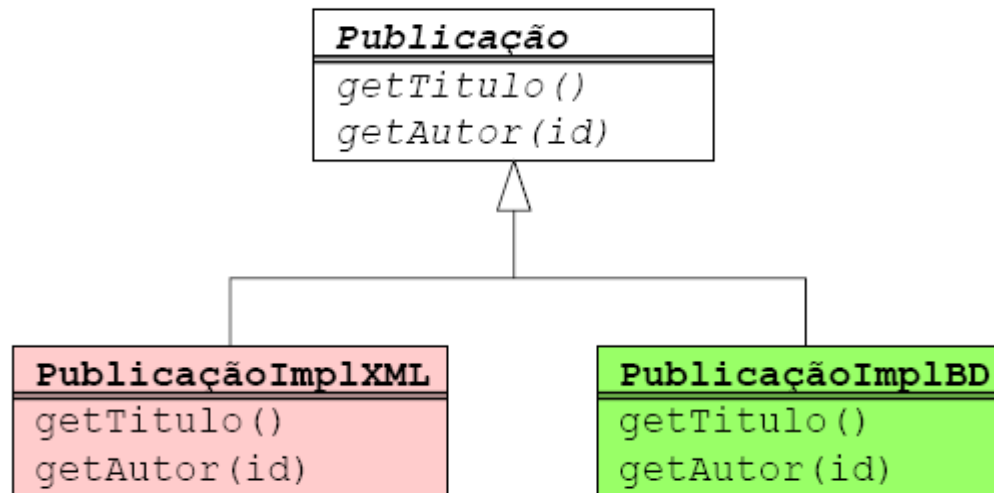 Publicação
getTitulo()
getAutor(id)
PublicaçãoImplXML
getTitulo()
getAutor(id)
PublicaçãoImplBD
getTitulo()
getAutor(id)